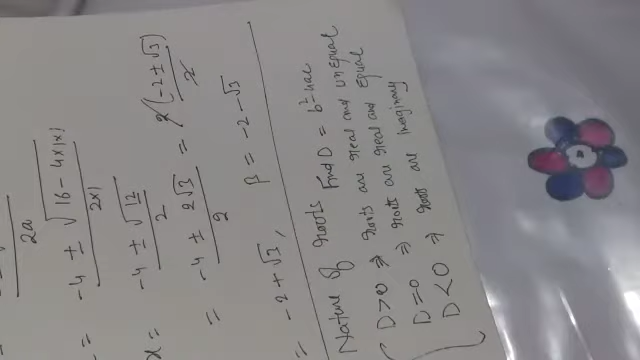 2a
= -4 ± √16 - 4×1×1 / 2×1
x = -4 ± √12 / 2
= -4 ± 2√3 / 2 = 2(-2 ± √3) / 2
= -2 + √3, β = -2 - √3
Nature of roots Find D = b²-4ac
D>0 ⇒ roots are real and unequal
D=0 ⇒ roots are real and equal
D<0 ⇒ roots are imaginary